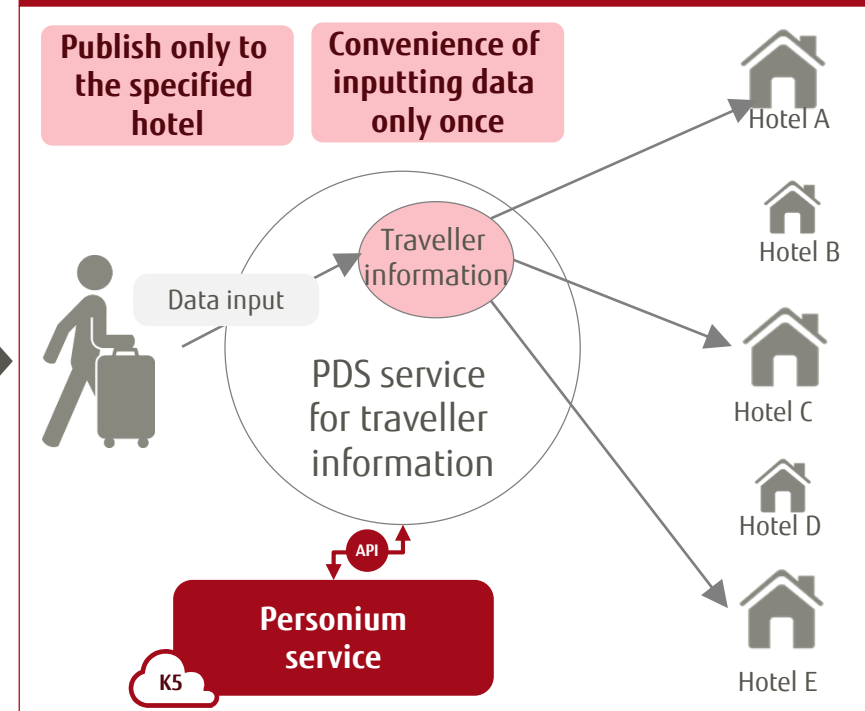 Publish only to
the specified
hotel
Convenience of
inputting data
only once
Hotel A
Hotel B
Traveller
information
Data input
PDS service
for traveller
information
Hotel C
Hotel D
API
Personium
service
K5
Hotel E